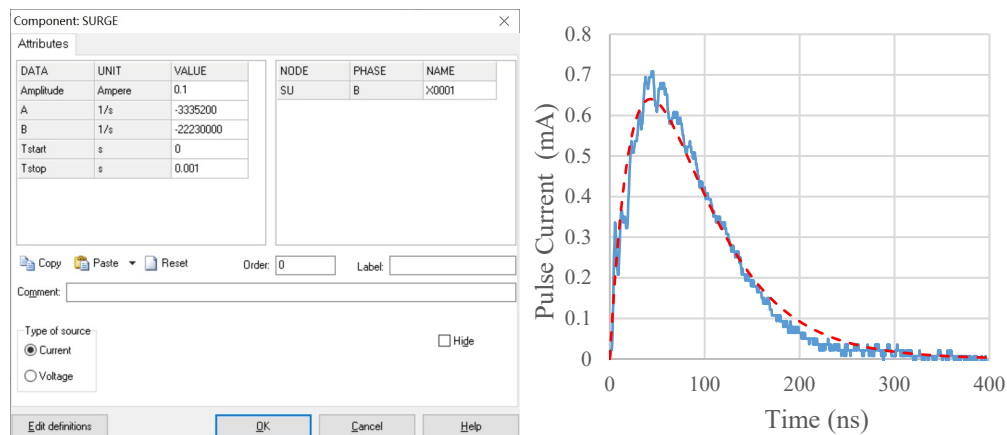 Component: SURGE
Attributes
DATA UNIT VALUE
Amplitude Ampere 0.1
A 1/s -3335200
B 1/s -22230000
Tstart s 0
Tstop s 0.001
NODE PHASE NAME
SU B X0001
Copy Paste Reset Order: 0 Label:
Comment:
Type of source
Current
Voltage
Hide
Edit definitions OK Cancel Help
Pulse Current (mA)
0.8
0.7
0.6
0.5
0.4
0.3
0.2
0.1
0
0 100 200 300 400
Time (ns)